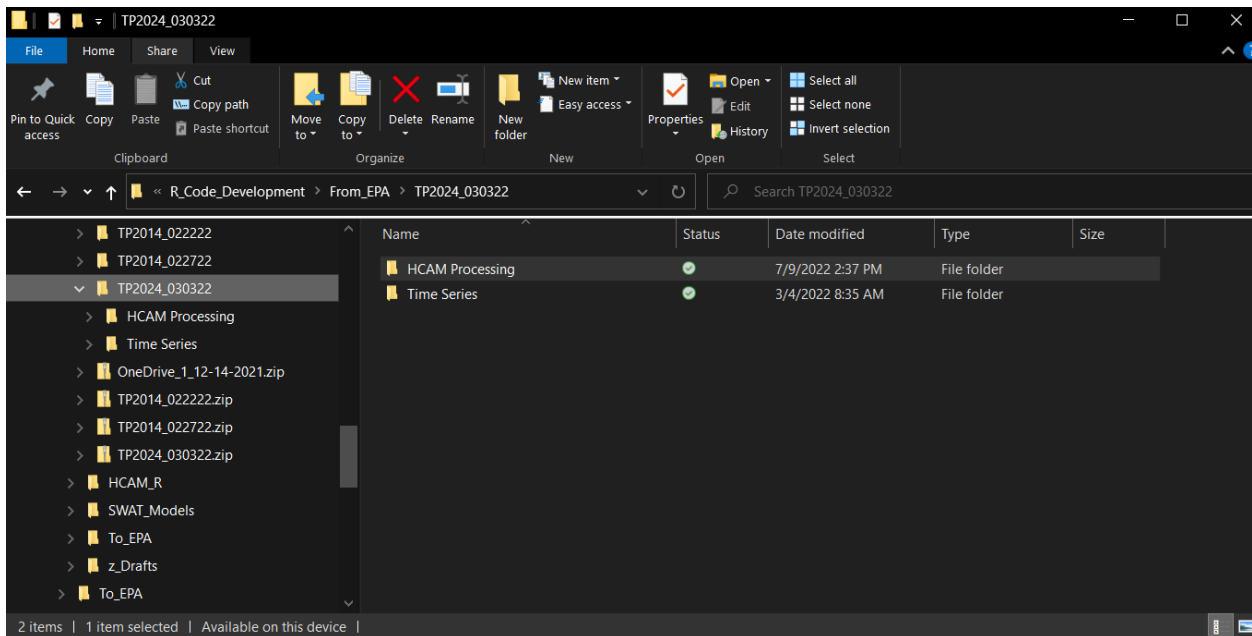 TP2024_030322
File Home Share View
Pin to Quick access
Copy
Paste
Cut
Copy path
Paste shortcut
Move to
Copy to
Delete
Rename
New folder
New item
Easy access
Properties
Open
Edit
History
Select all
Select none
Invert selection
Clipboard Organize New Open Select
« R_Code_Development > From_EPA > TP2024_030322
Search TP2024_030322
TP2014_022222
TP2014_022722
TP2024_030322
HCAM Processing
Time Series
OneDrive_1_12-14-2021.zip
TP2014_022222.zip
TP2014_022722.zip
TP2024_030322.zip
HCAM_R
SWAT_Models
To_EPA
z_Drafts
To_EPA
Name Status Date modified Type Size
HCAM Processing 7/9/2022 2:37 PM File folder
Time Series 3/4/2022 8:35 AM File folder
2 items | 1 item selected | Available on this device |